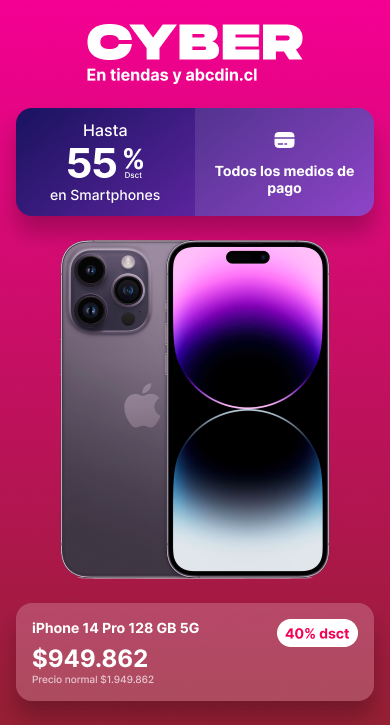 CYBER
En tiendas y abcdin.cl
Hasta
55 % Dsct
en Smartphones
Todos los medios de
pago
iPhone 14 Pro 128 GB 5G
40% dsct
$949.862
Precio normal $1.949.862